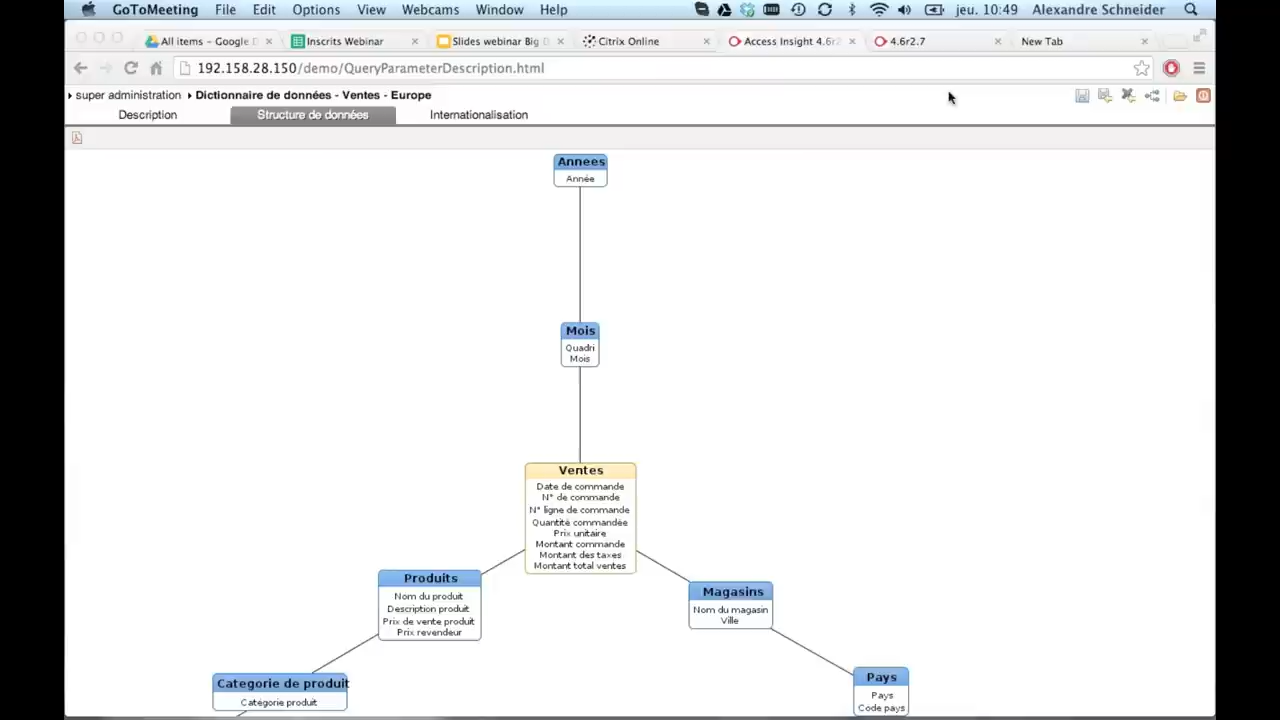 GoToMeeting File Edit Options View Webcams Window Help jeu. 10:49 Alexandre Schneider
All items - Google D Inscrits Webinar Slides webinar Big D Citrix Online Access Insight 4.6r2 4.6r2.7 New Tab
192.158.28.150/demo/QueryParameterDescription.html
super administration Dictionnaire de données - Ventes - Europe
Description Structure de données Internationalisation
Annees
Année
Mois
Quadri
Mois
Ventes
Date de commande
N° de commande
N° ligne de commande
Quantité commandée
Prix unitaire
Montant commande
Montant des taxes
Montant total ventes
Produits
Nom du produit
Description produit
Prix de vente produit
Prix revendeur
Magasins
Nom du magasin
Ville
Categorie de produit
Categorie produit
Pays
Pays
Code pays